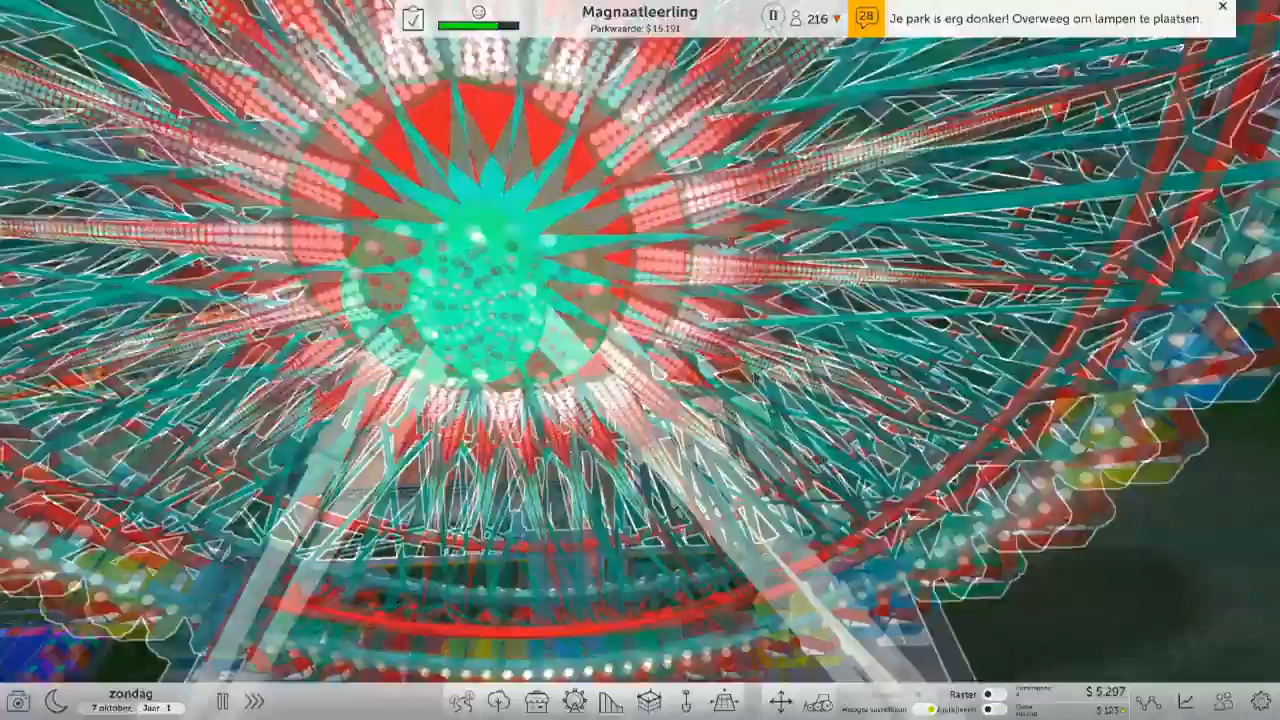 Magnaatleerling
Parkwaarde: $ 15.191
216
28
Je park is erg donker! Overweeg om lampen te plaatsen.
zondag
7 oktober, Jaar 1
Raster
$ 5.297